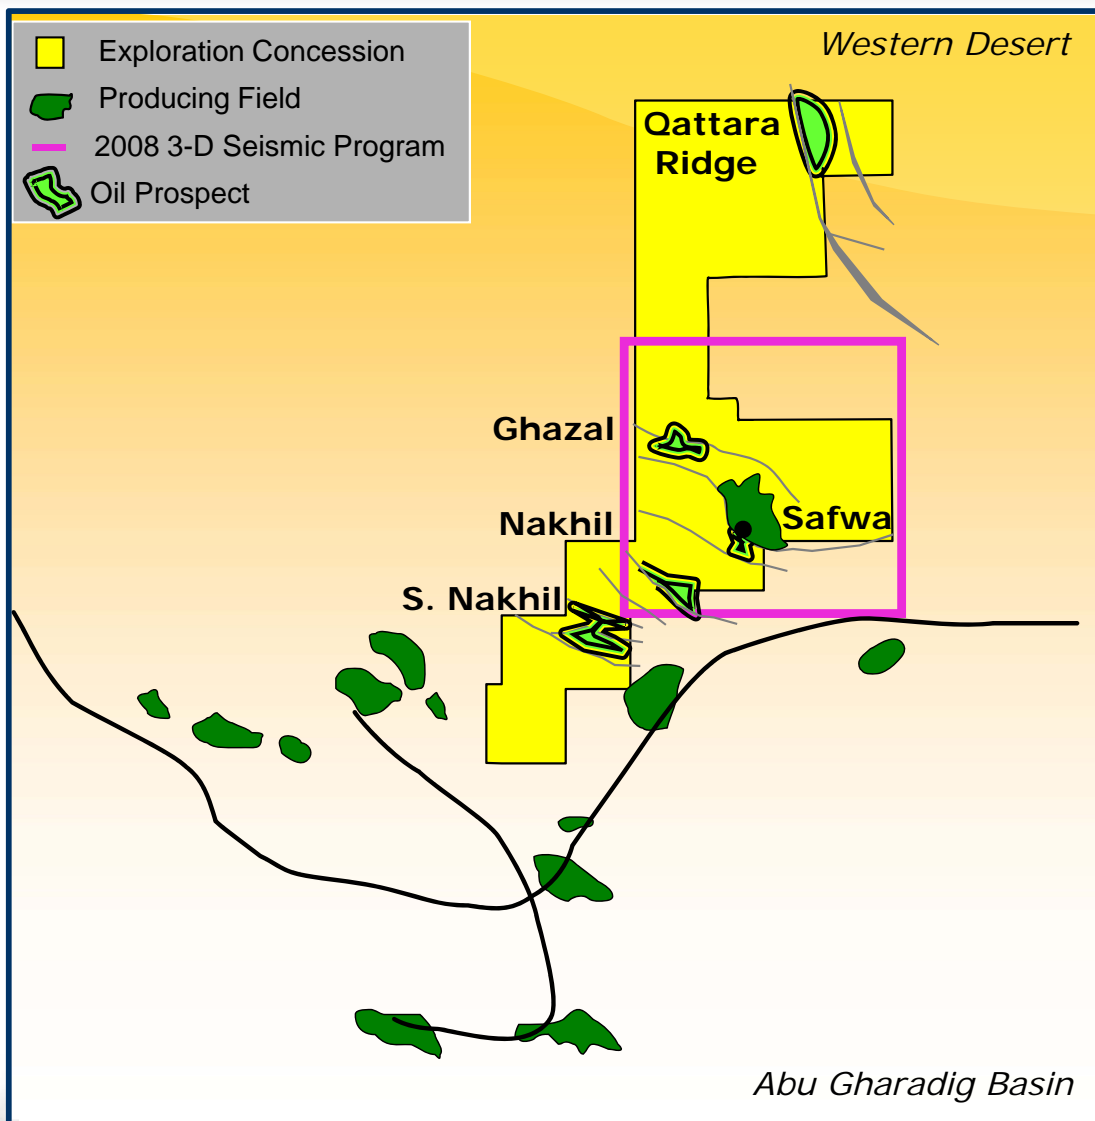 Exploration Concession
Producing Field
2008 3-D Seismic Program
Oil Prospect
Western Desert
Qattara
Ridge
Ghazal
Nakhil
Safwa
S. Nakhil
Abu Gharadig Basin